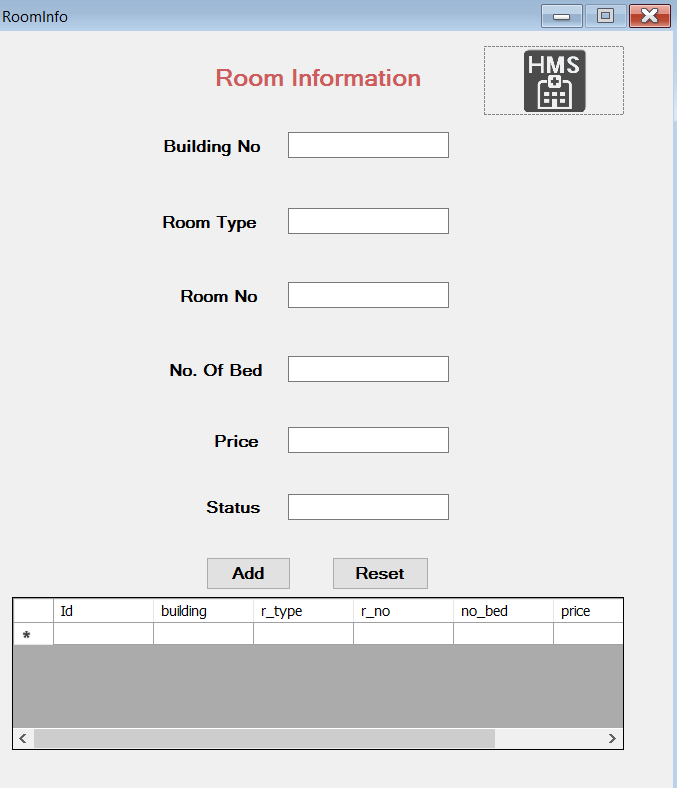 RoomInfo
HMS
Room Information
Building No
Room Type
Room No
No. Of Bed
Price
Status
Add Reset
Id building r_type r_no no_bed price
*